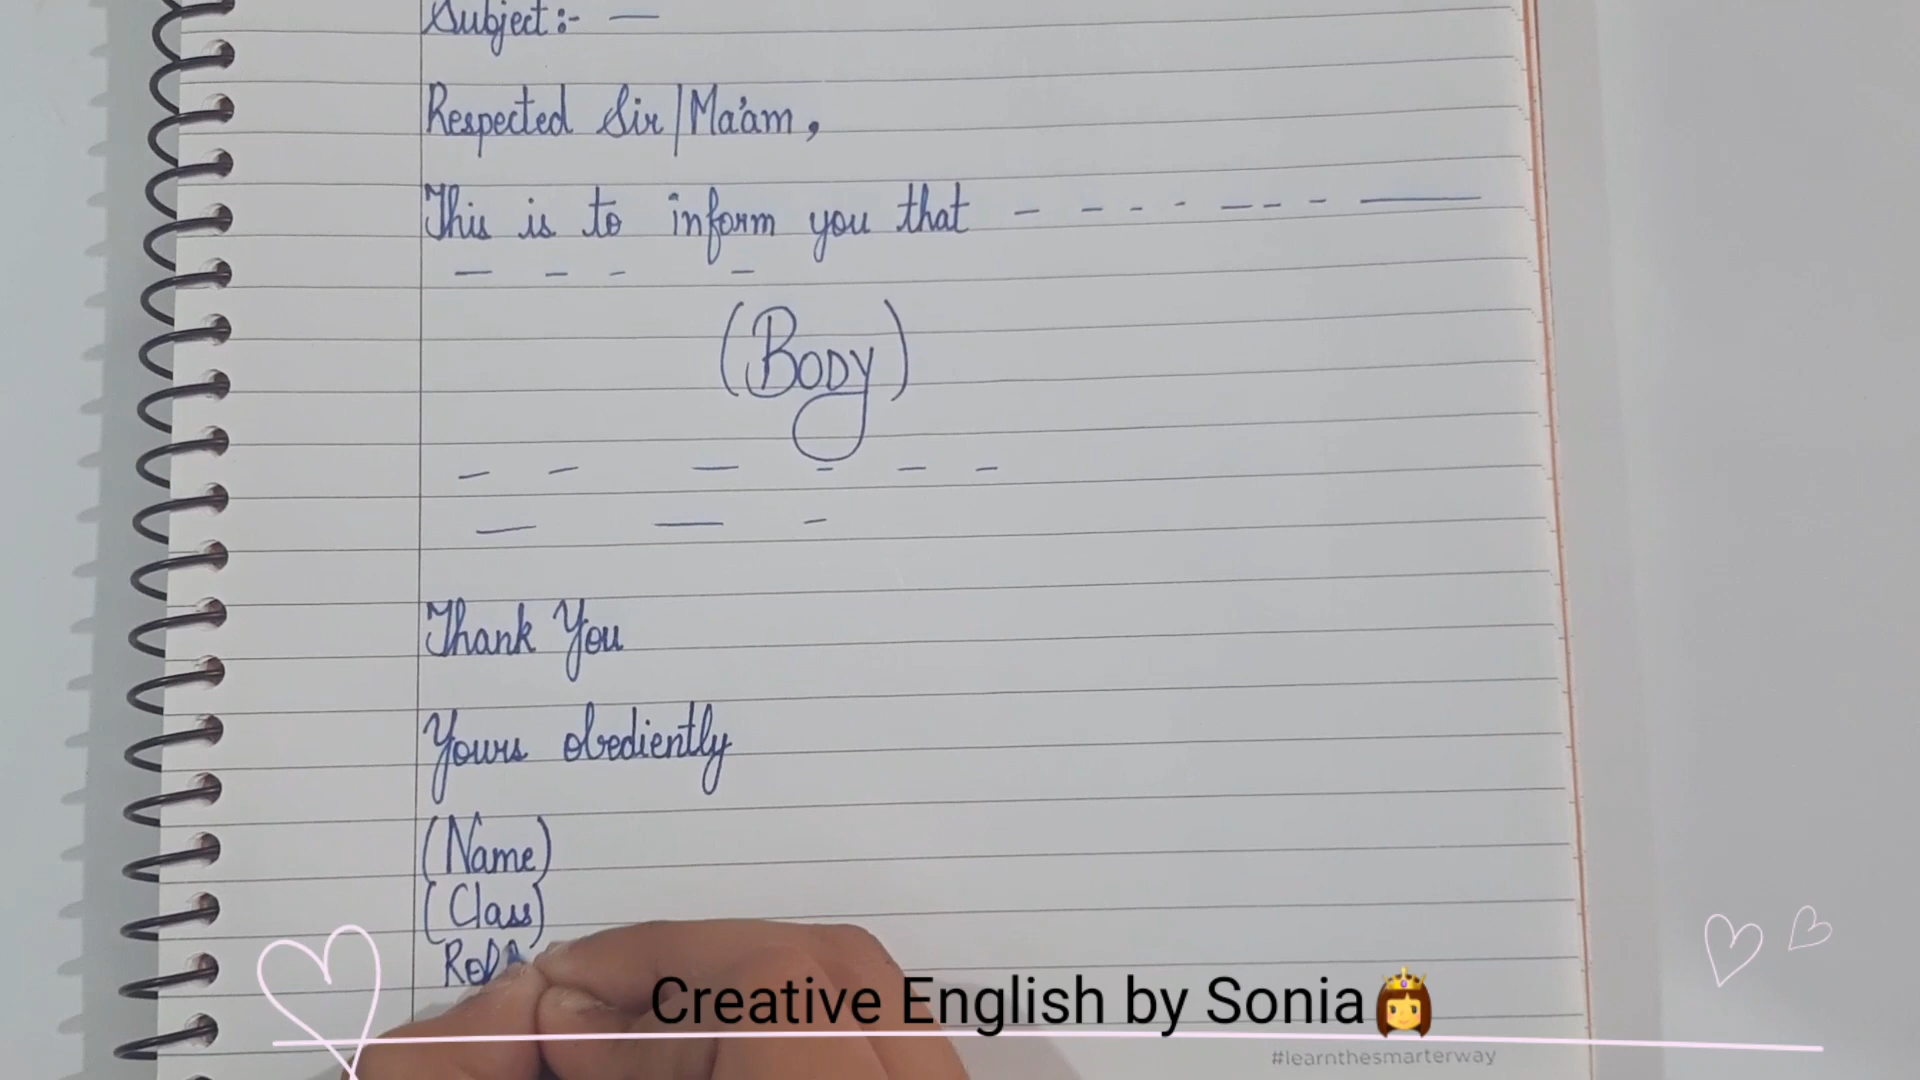 Subject :- —
Respected Sir/Ma'am,
This is to inform you that - - - - - - - —
— - - -
(BODY)
- - — - - -
— — -
Thank You
Yours obediently
(Name)
(Class)
Creative English by Sonia👸
#learnthesmarterway